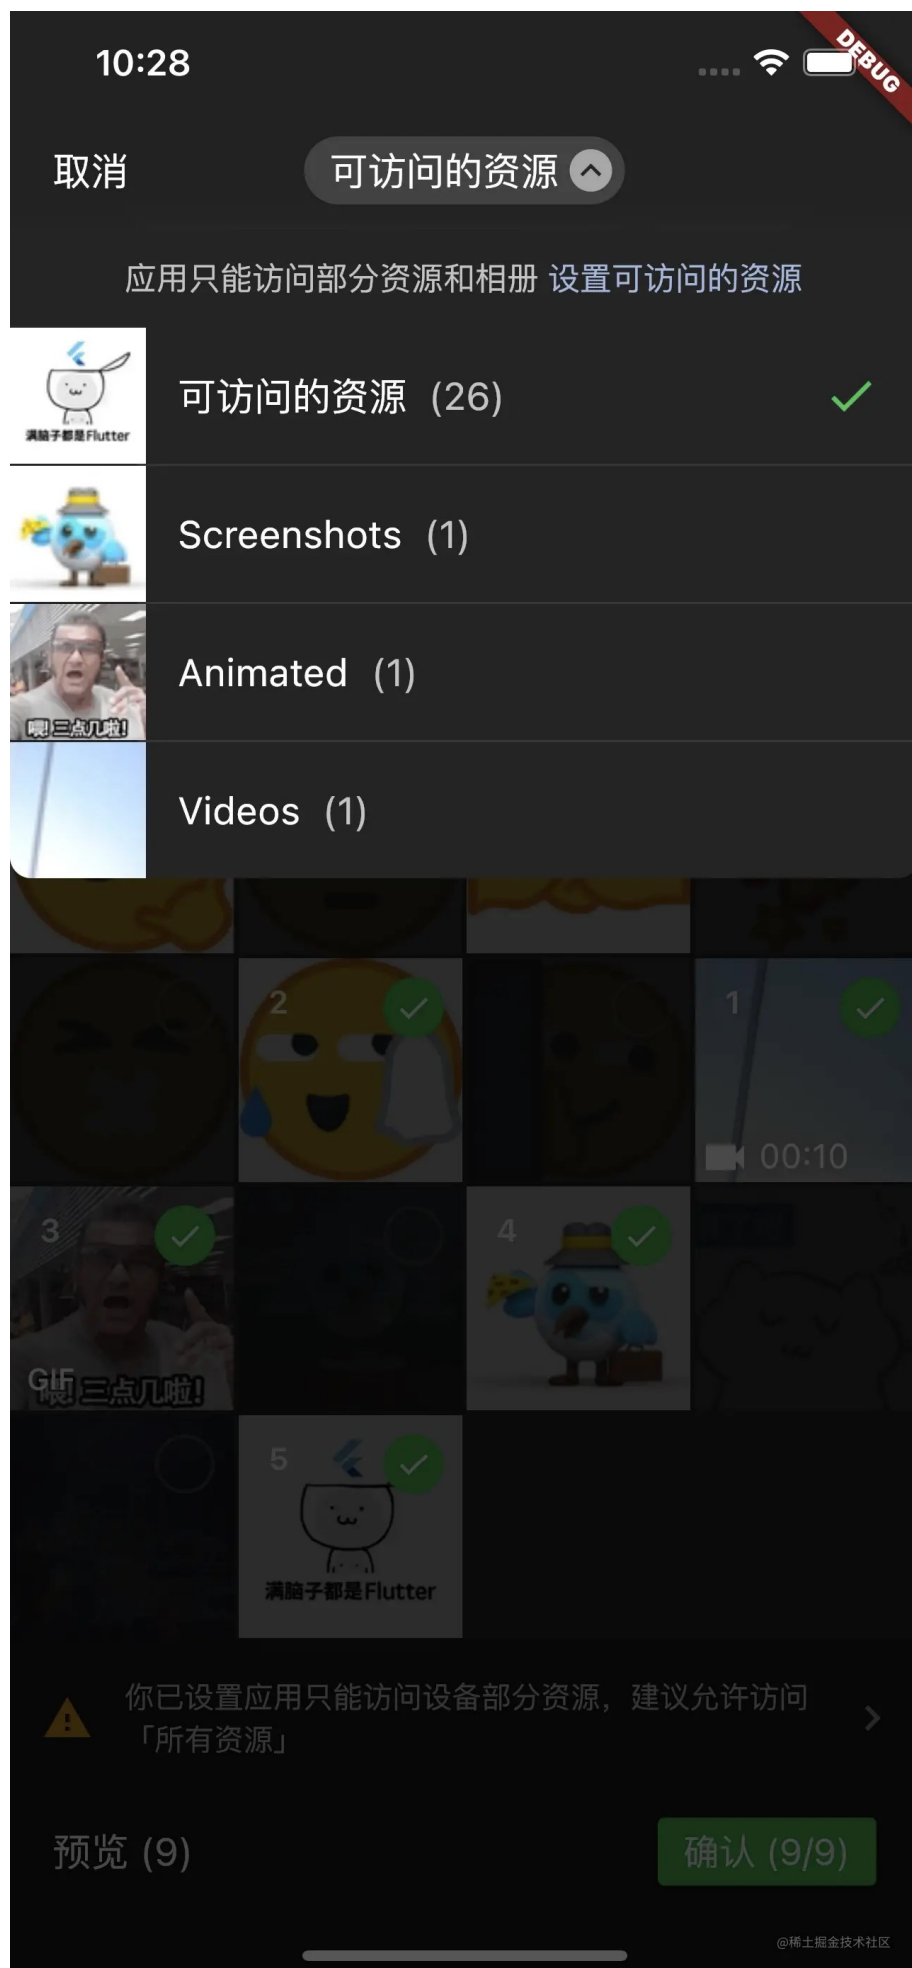 10:28
DEBUG
取消
可访问的资源
应用只能访问部分资源和相册 设置可访问的资源
满脑子都是Flutter
可访问的资源 (26)
Screenshots (1)
喂! 三点几啦!
Animated (1)
Videos (1)
2
1
00:10
3
4
GIF
喂! 三点几啦!
5
满脑子都是Flutter
你已设置应用只能访问设备部分资源，建议允许访问
「所有资源」
预览 (9)
确认 (9/9)
@稀土掘金技术社区